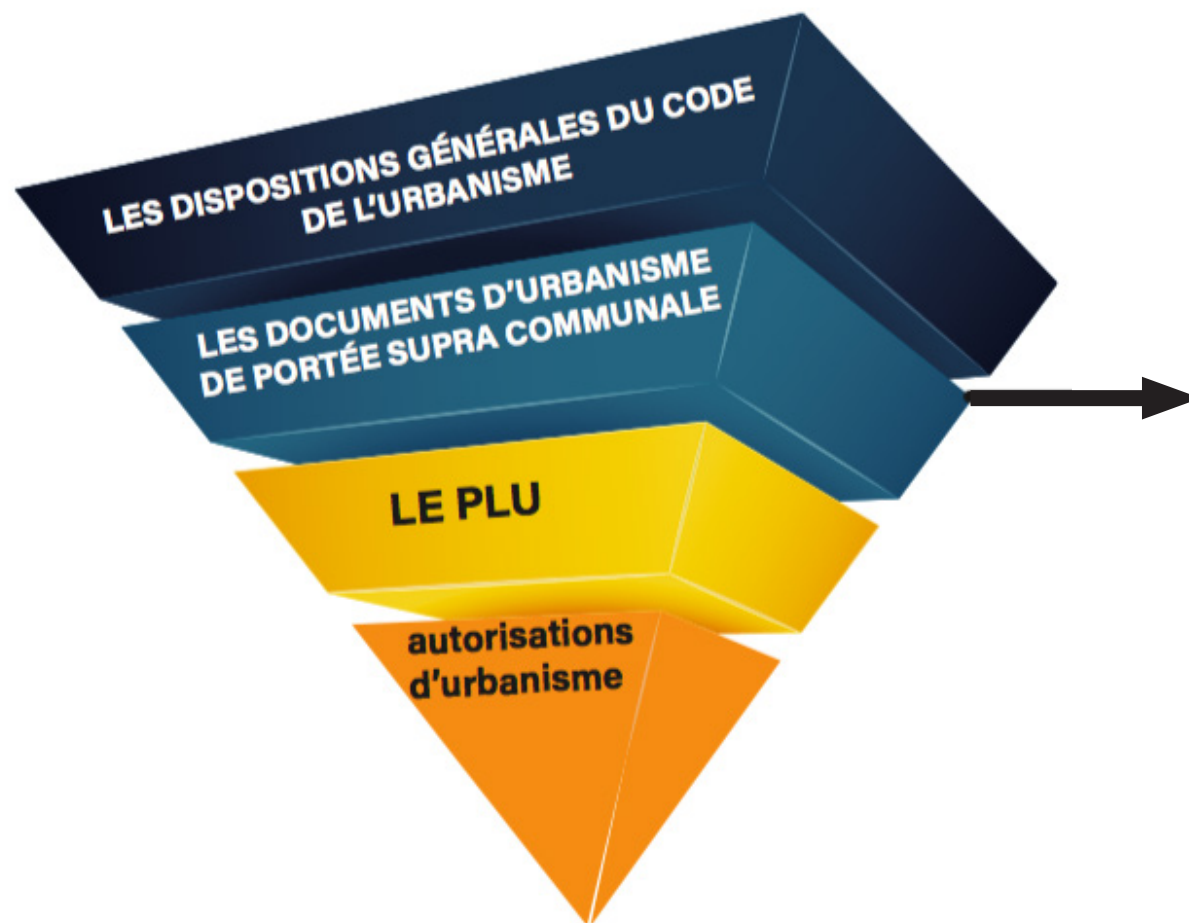 LES DISPOSITIONS GÉNÉRALES DU CODE
DE L'URBANISME
LES DOCUMENTS D'URBANISME
DE PORTÉE SUPRA COMMUNALE
LE PLU
autorisations
d'urbanisme